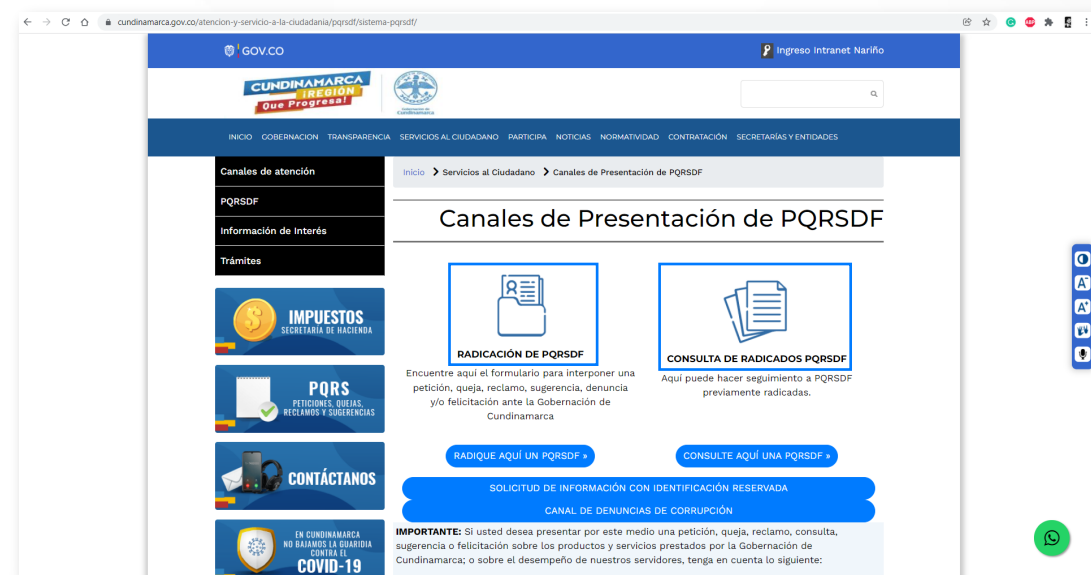 cundinamarca.gov.co/atencion-y-servicio-a-la-ciudadania/pqrsdf/sistema-pqrsdf/
GOV.CO
Ingreso Intranet Nariño
CUNDINAMARCA
¡REGIÓN
Que Progresa!
Gobernación de
Cundinamarca
INICIO GOBERNACION TRANSPARENCIA SERVICIOS AL CIUDADANO PARTICIPA NOTICIAS NORMATIVIDAD CONTRATACIÓN SECRETARÍAS Y ENTIDADES
Canales de atención
PQRSDF
Información de Interés
Trámites
Inicio Servicios al Ciudadano Canales de Presentación de PQRSDF
Canales de Presentación de PQRSDF
IMPUESTOS
SECRETARÍA DE HACIENDA
PQRS
PETICIONES, QUEJAS,
RECLAMOS Y SUGERENCIAS
CONTÁCTANOS
EN CUNDINAMARCA
NO BAJAMOS LA GUARIDIA
CONTRA EL
COVID-19
RADICACIÓN DE PQRSDF
Encuentre aquí el formulario para interponer una
petición, queja, reclamo, sugerencia, denuncia
y/o felicitación ante la Gobernación de
Cundinamarca
RADIQUE AQUÍ UN PQRSDF »
CONSULTA DE RADICADOS PQRSDF
Aquí puede hacer seguimiento a PQRSDF
previamente radicadas.
CONSULTE AQUÍ UNA PQRSDF »
SOLICITUD DE INFORMACIÓN CON IDENTIFICACIÓN RESERVADA
CANAL DE DENUNCIAS DE CORRUPCIÓN
IMPORTANTE: Si usted desea presentar por este medio una petición, queja, reclamo, consulta,
sugerencia o felicitación sobre los productos y servicios prestados por la Gobernación de
Cundinamarca; o sobre el desempeño de nuestros servidores, tenga en cuenta lo siguiente:
A-
A+